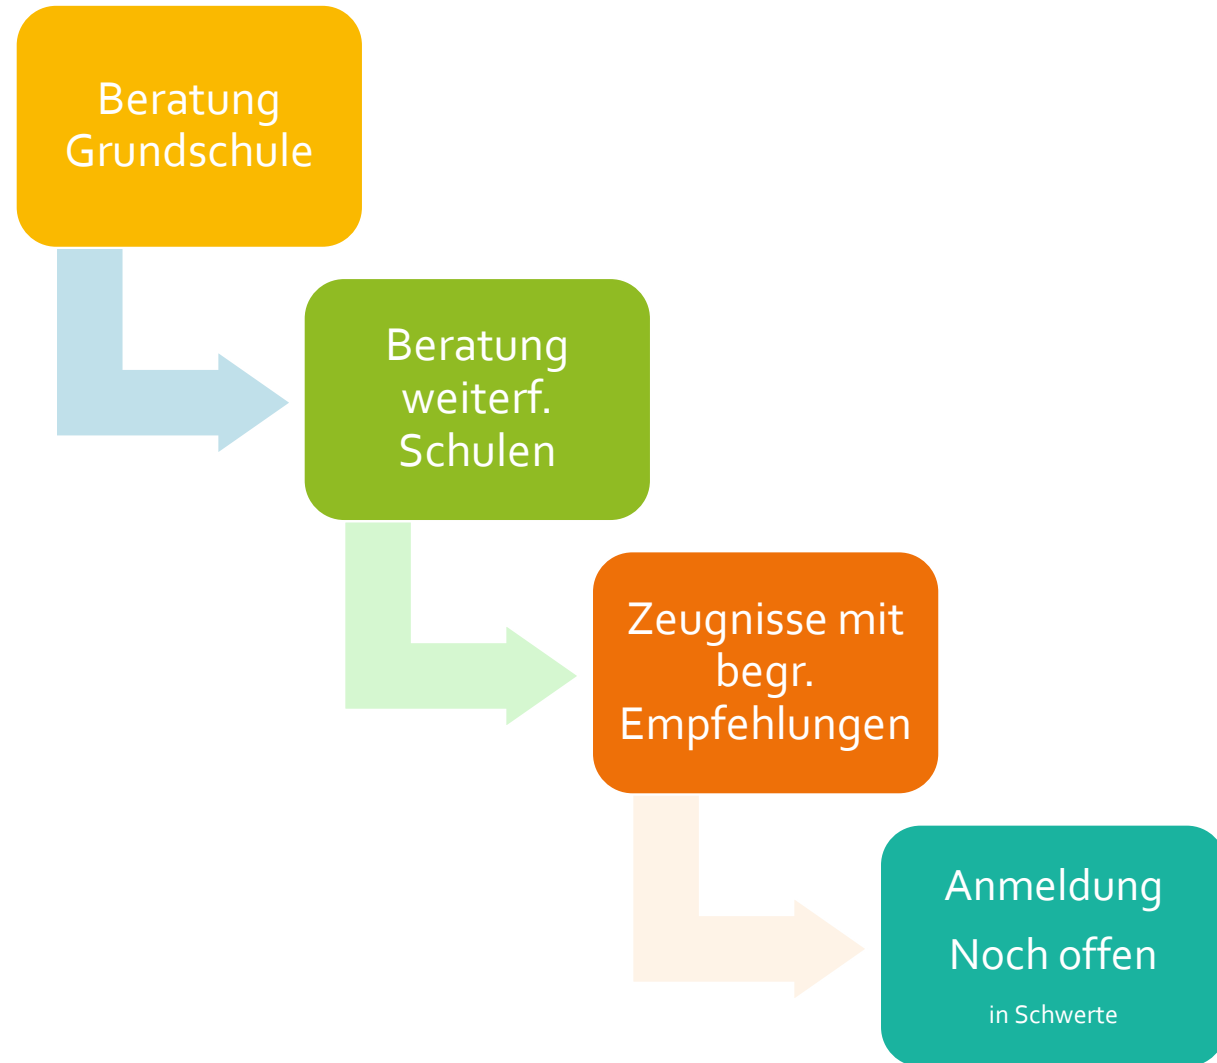 Beratung
Grundschule
Beratung
weiterf.
Schulen
Zeugnisse mit
begr.
Empfehlungen
Anmeldung
Noch offen
in Schwerte